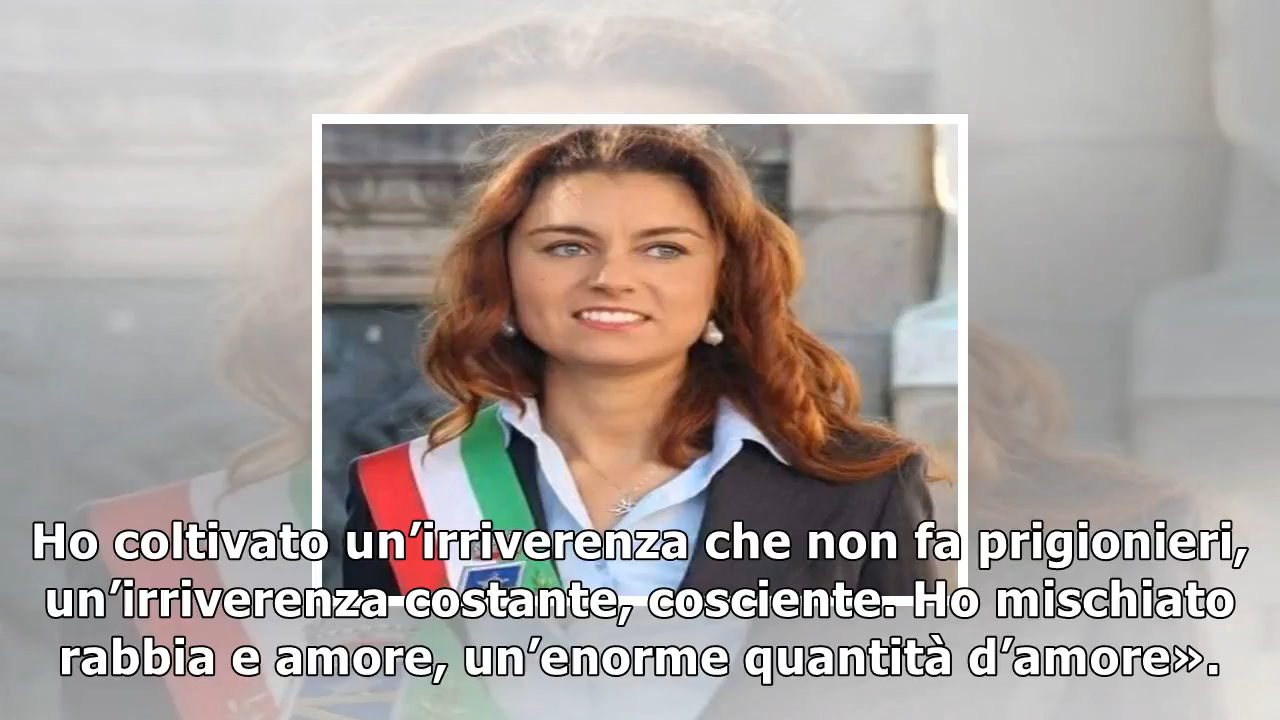 Ho coltivato un’irriverenza che non fa prigionieri,
un’irriverenza costante, cosciente. Ho mischiato
rabbia e amore, un’enorme quantità d’amore».